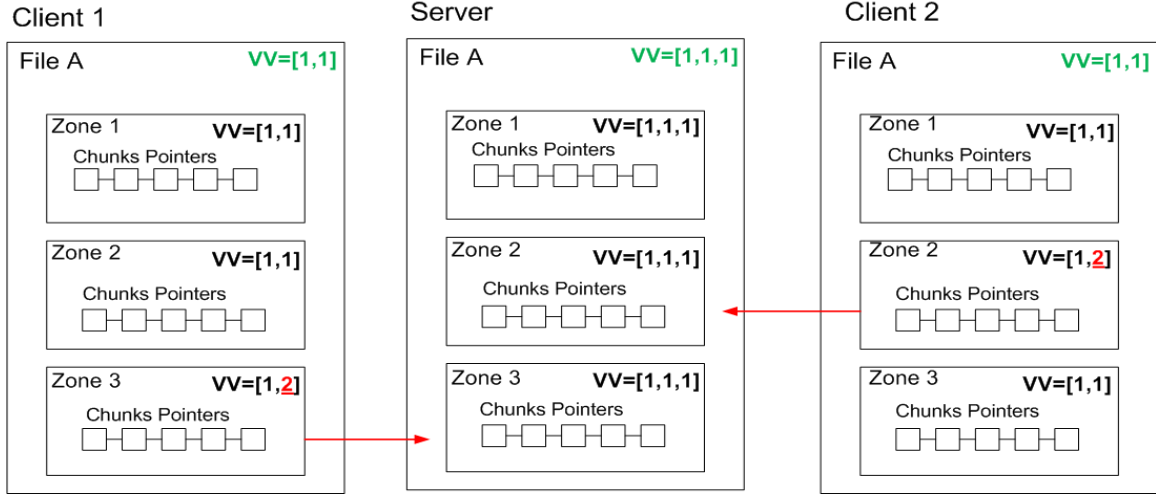 Client 1
File A
VV=[1,1]
Zone 1
VV=[1,1]
Chunks Pointers
Zone 2
VV=[1,1]
Chunks Pointers
Zone 3
VV=[1,2]
Chunks Pointers
Server
File A
VV=[1,1,1]
Zone 1
VV=[1,1,1]
Chunks Pointers
Zone 2
VV=[1,1,1]
Chunks Pointers
Zone 3
VV=[1,1,1]
Chunks Pointers
Client 2
File A
VV=[1,1]
Zone 1
VV=[1,1]
Chunks Pointers
Zone 2
VV=[1,2]
Chunks Pointers
Zone 3
VV=[1,1]
Chunks Pointers